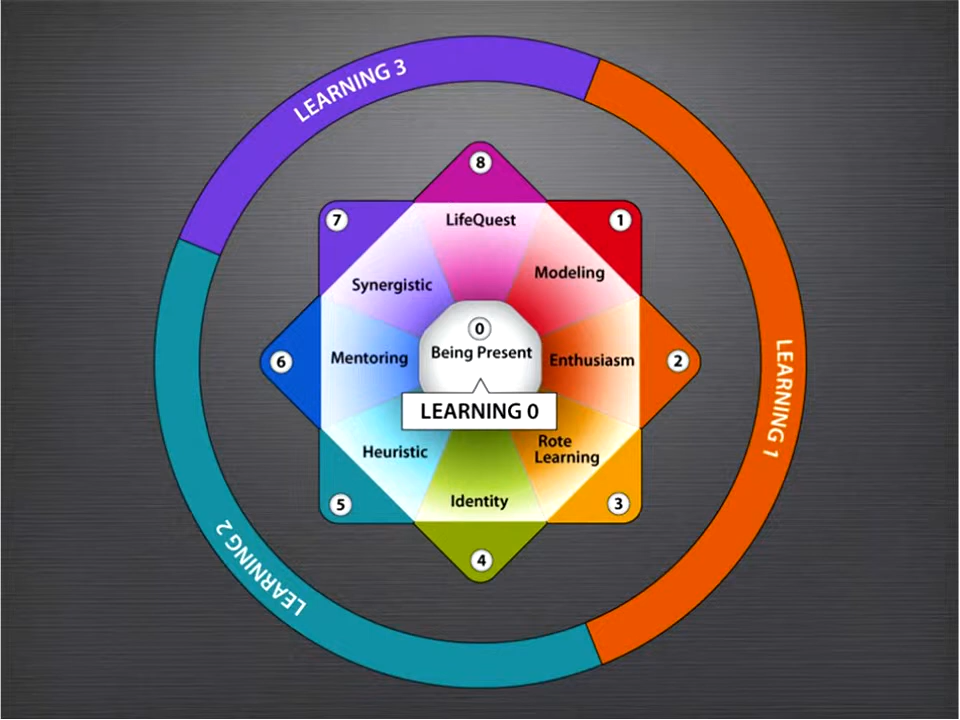 LEARNING 3
8
7
LifeQuest
1
Modeling
Synergistic
0
6
Mentoring
Being Present
Enthusiasm
2
LEARNING 1
LEARNING 0
Heuristic
Rote
Learning
5
Identity
3
4
LEARNING 2